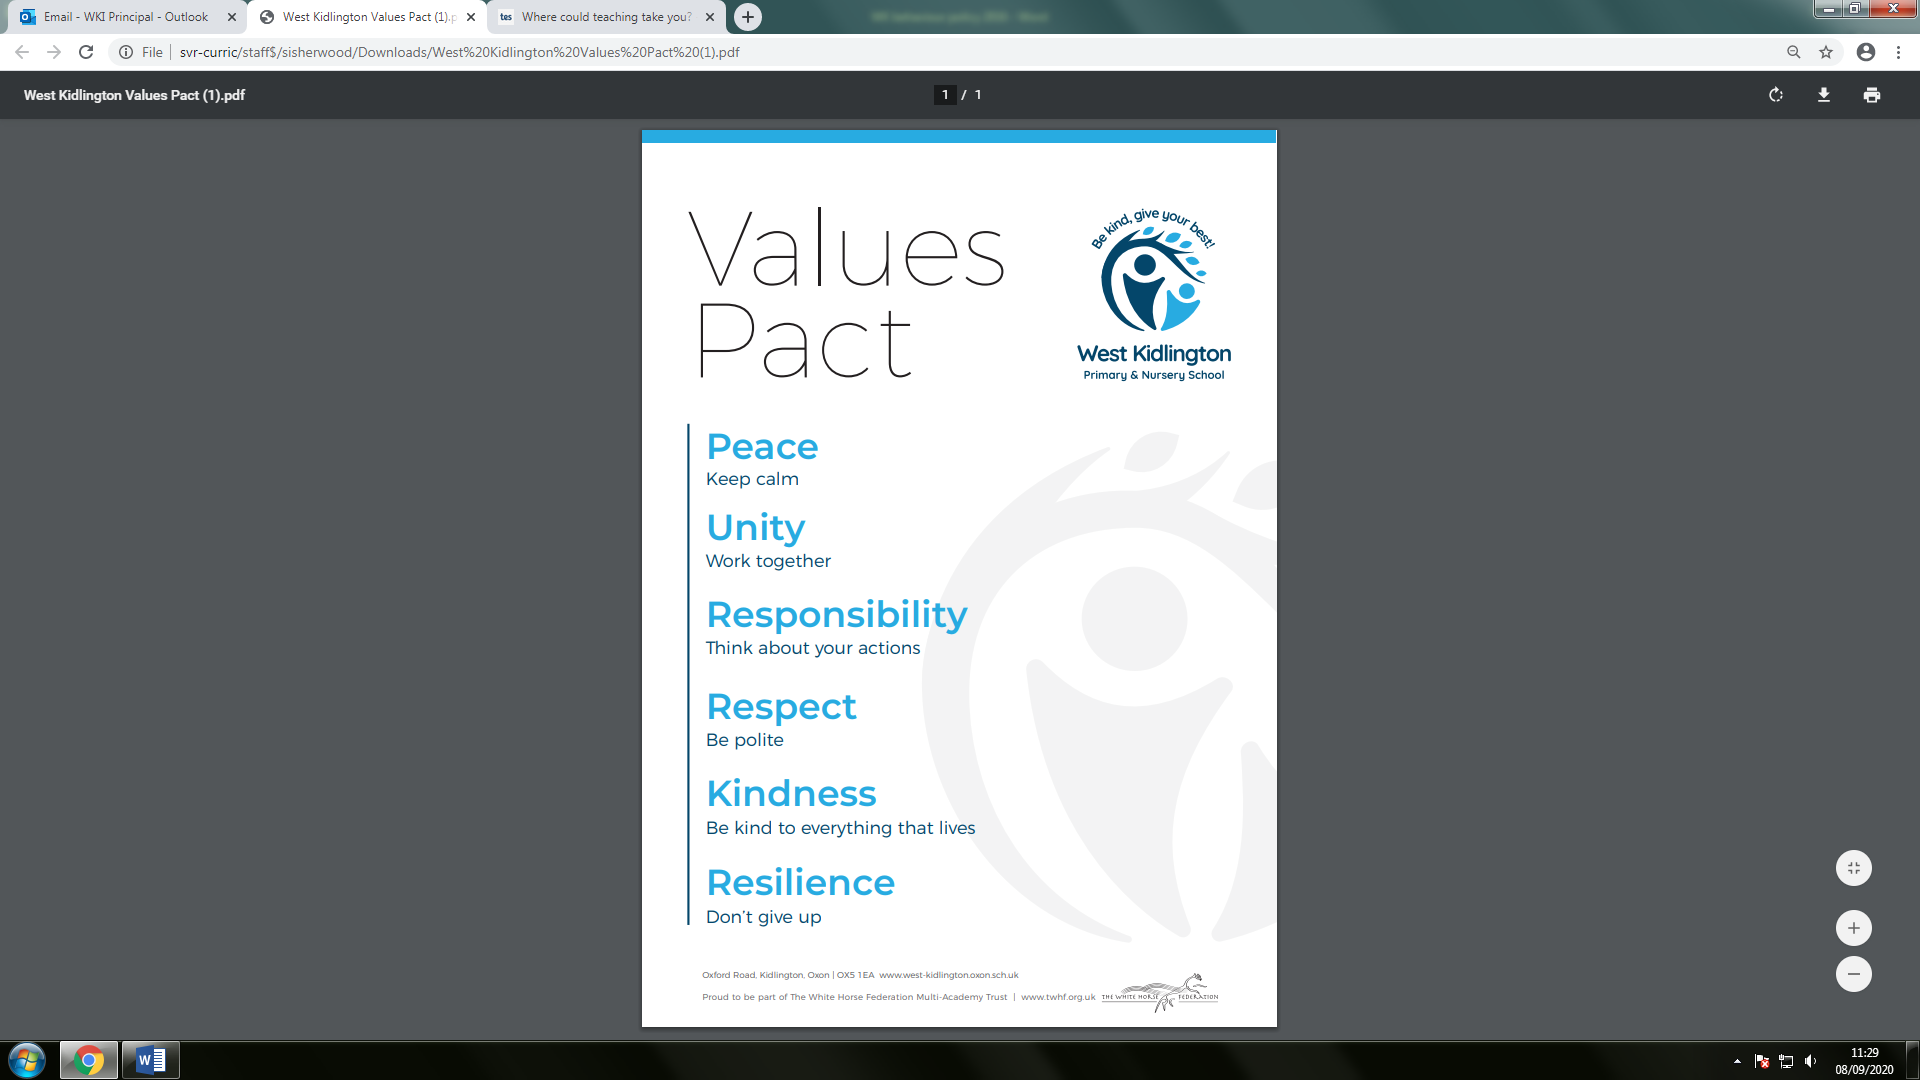 Email - WKI Principal - Outlook
West Kidlington Values Pact (1).p
tes Where could teaching take you?
File svr-curric/staff$/sisherwood/Downloads/West%20Kidlington%20Values%20Pact%20(1).pdf
West Kidlington Values Pact (1).pdf
1 / 1
Values
Pact
Be kind, give your best!
West Kidlington
Primary & Nursery School
Peace
Keep calm
Unity
Work together
Responsibility
Think about your actions
Respect
Be polite
Kindness
Be kind to everything that lives
Resilience
Don't give up
Oxford Road, Kidlington, Oxon | OX5 1EA www.west-kidlington.oxon.sch.uk
Proud to be part of The White Horse Federation Multi-Academy Trust | www.twhf.org.uk
THE WHITE HORSE FEDERATION
11:29
08/09/2020